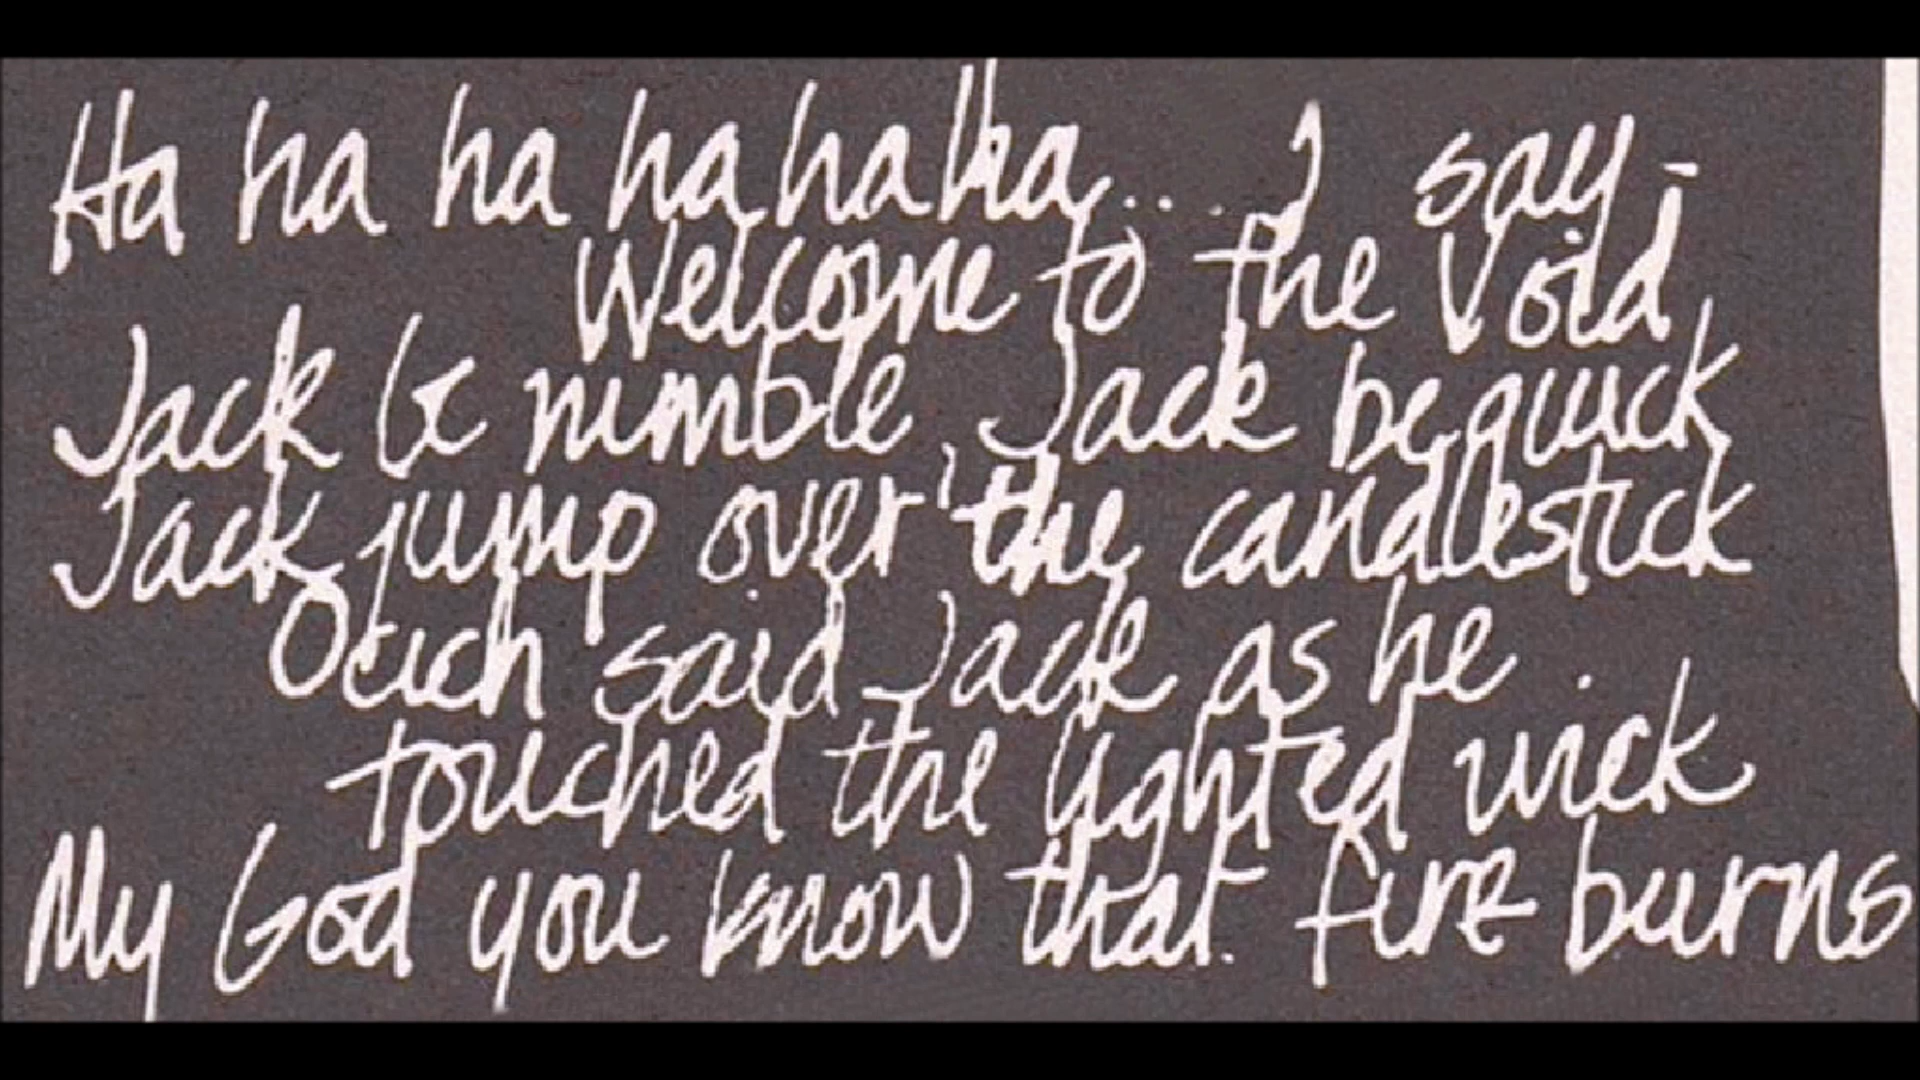 Ha ha ha ha ha ha.... I say -
Welcome to the Void
Jack be nimble, Jack be quick
Jack jump over the candlestick
Ouch said Jack as he
touched the lighted wick
My God you know that fire burns